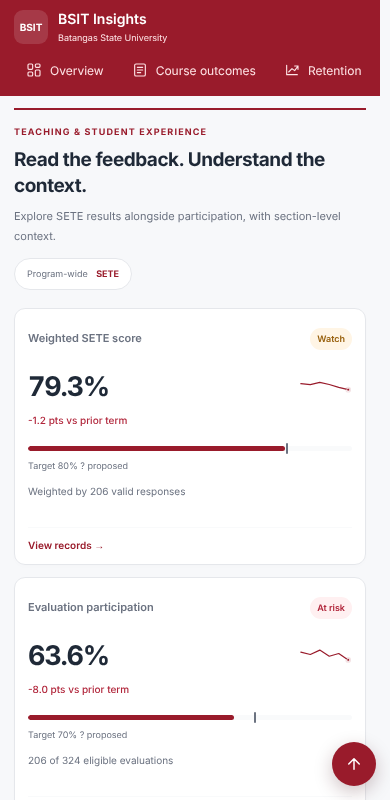 BSIT
BSIT Insights
Batangas State University
Overview
Course outcomes
Retention
TEACHING & STUDENT EXPERIENCE
Read the feedback. Understand the
context.
Explore SETE results alongside participation, with section-level
context.
Program-wide SETE
Weighted SETE score
Watch
79.3%
-1.2 pts vs prior term
Target 80% ? proposed
Weighted by 206 valid responses
View records →
Evaluation participation
At risk
63.6%
-8.0 pts vs prior term
Target 70% ? proposed
206 of 324 eligible evaluations